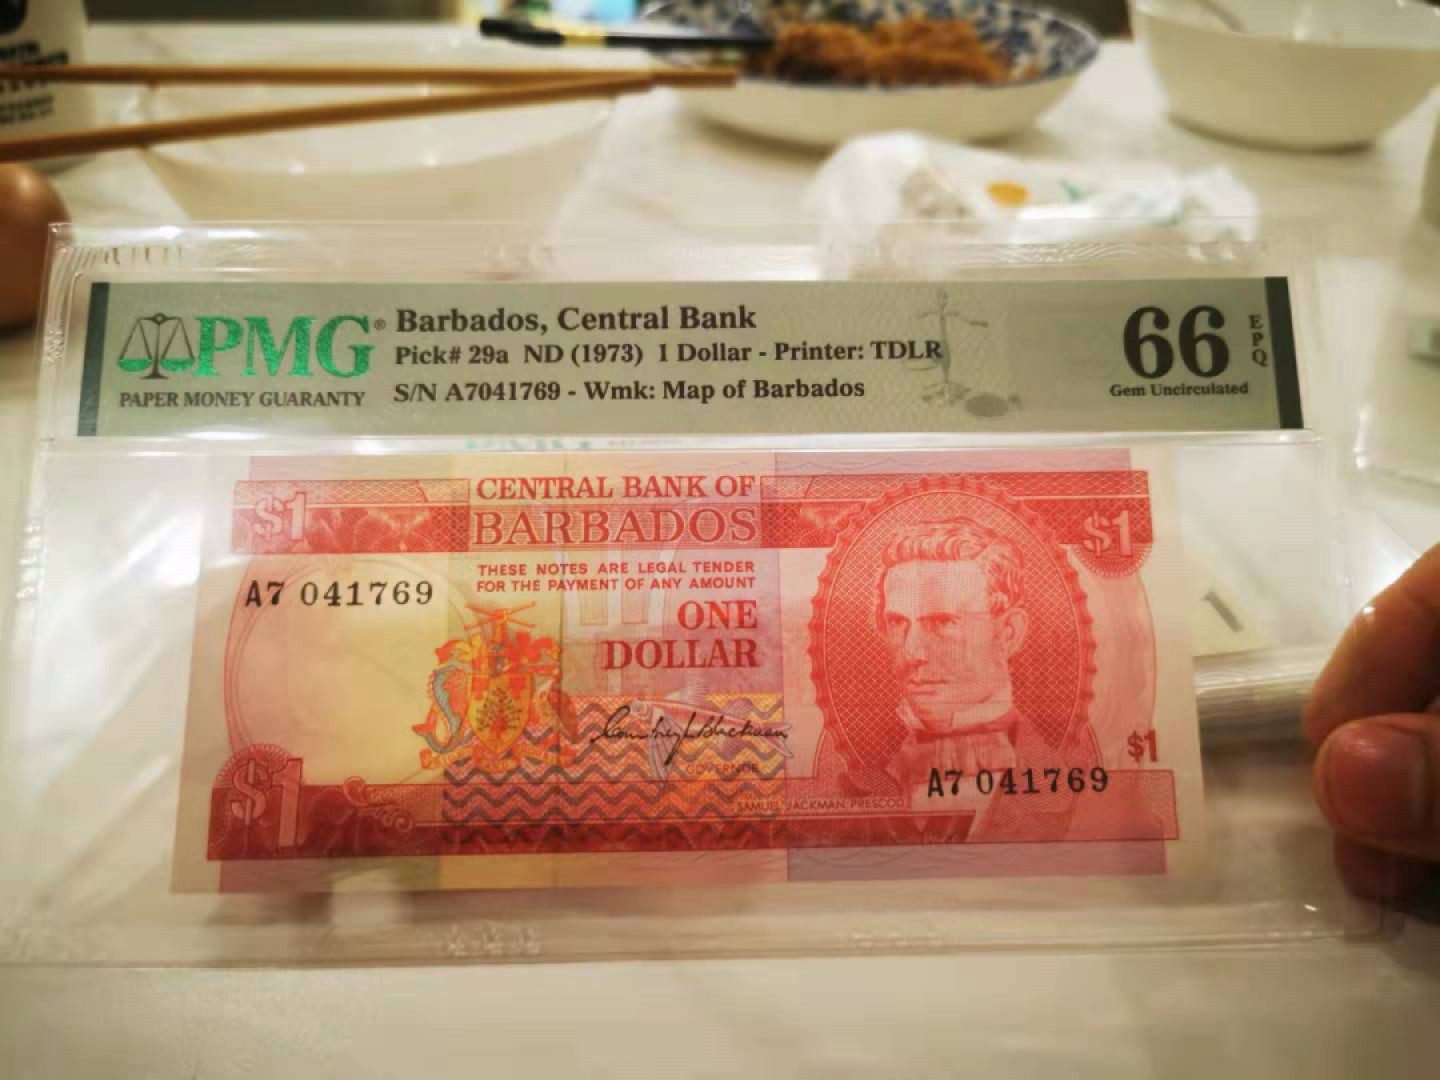 PMG®
PAPER MONEY GUARANTY
Barbados, Central Bank
Pick# 29a ND (1973) 1 Dollar - Printer: TDLR
S/N A7041769 - Wmk: Map of Barbados
66
EPQ
Gem Uncirculated
$1
CENTRAL BANK OF
BARBADOS
$1
THESE NOTES ARE LEGAL TENDER
FOR THE PAYMENT OF ANY AMOUNT
A7 041769
ONE
DOLLAR
GOVERNOR
$1
$1
A7 041769
SAMUEL JACKMAN PRESCOD